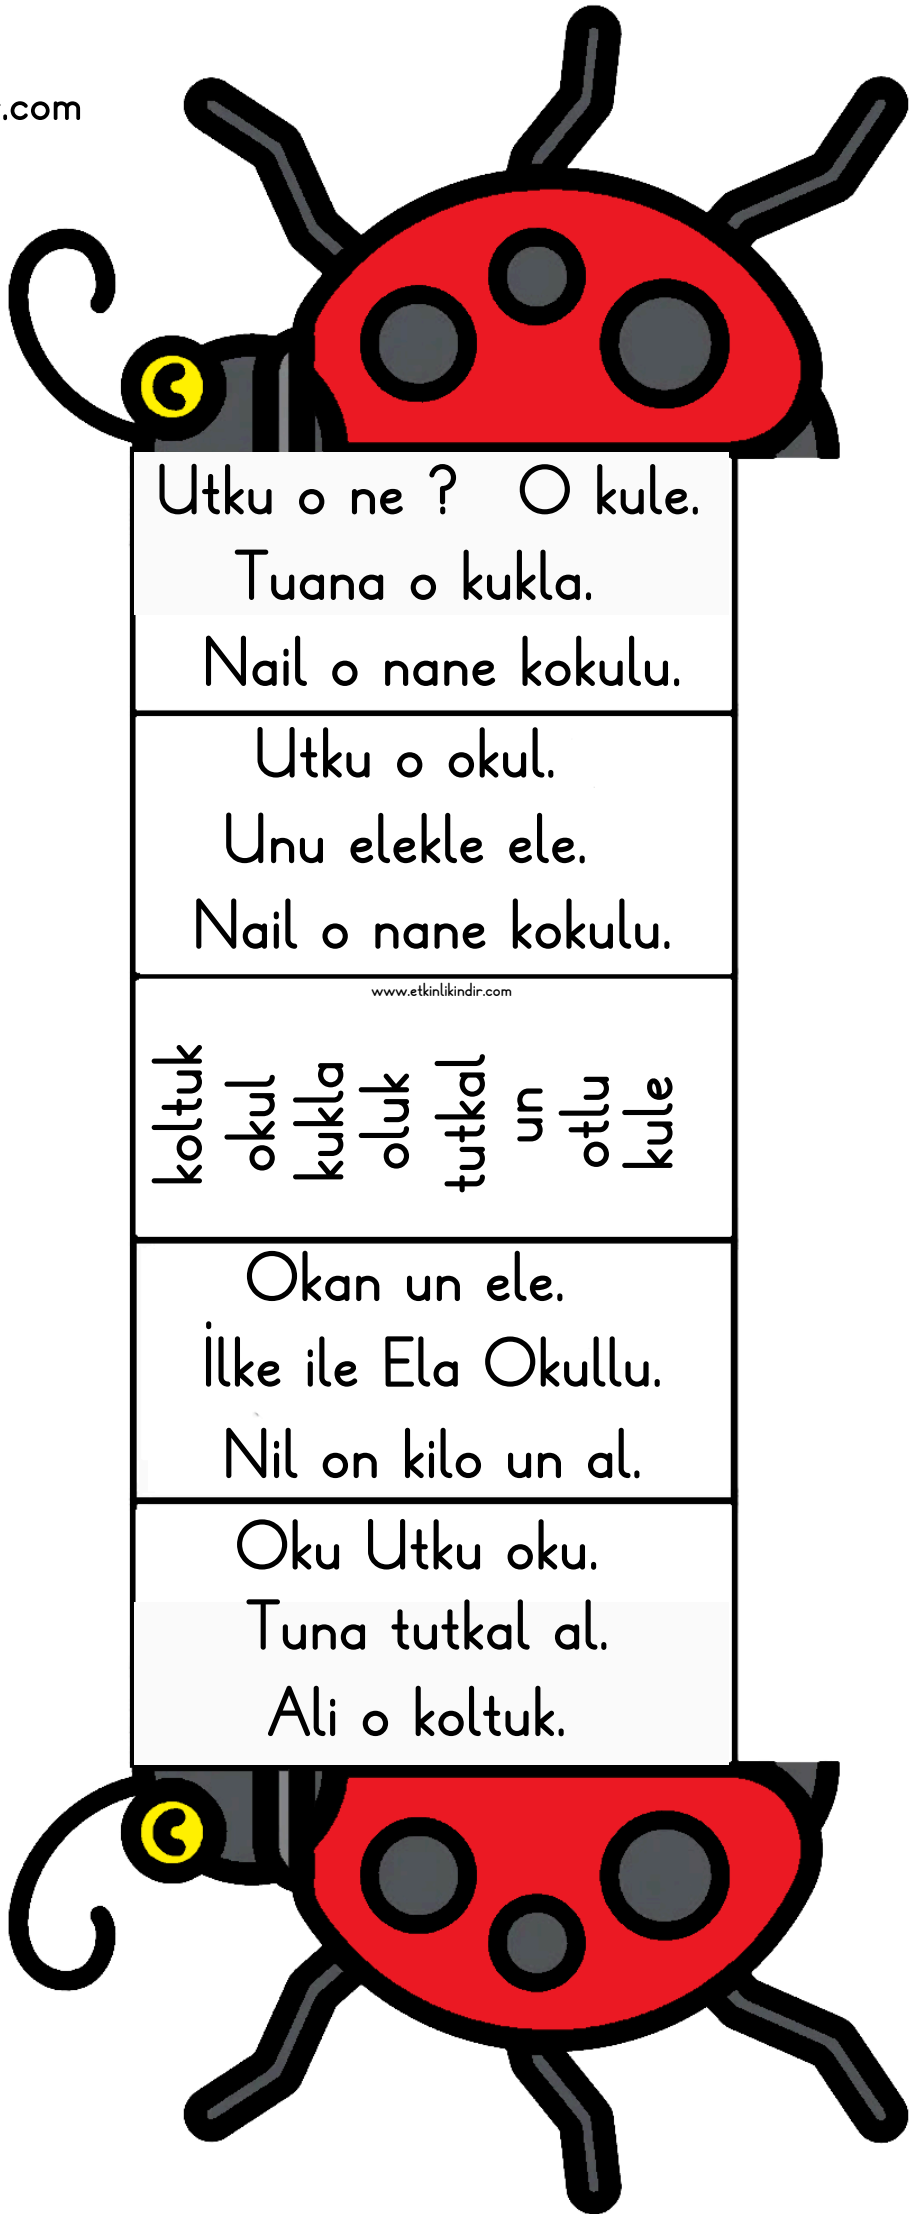 .com
Utku o ne ? O kule.
Tuana o kukla.
Nail o nane kokulu.
Utku o okul.
Unu elekle ele.
Nail o nane kokulu.
www.etkinlikindir.com
koltuk
okul
kukla
oluk
tutkal
un
otlu
kule
Okan un ele.
İlke ile Ela Okullu.
Nil on kilo un al.
Oku Utku oku.
Tuna tutkal al.
Ali o koltuk.